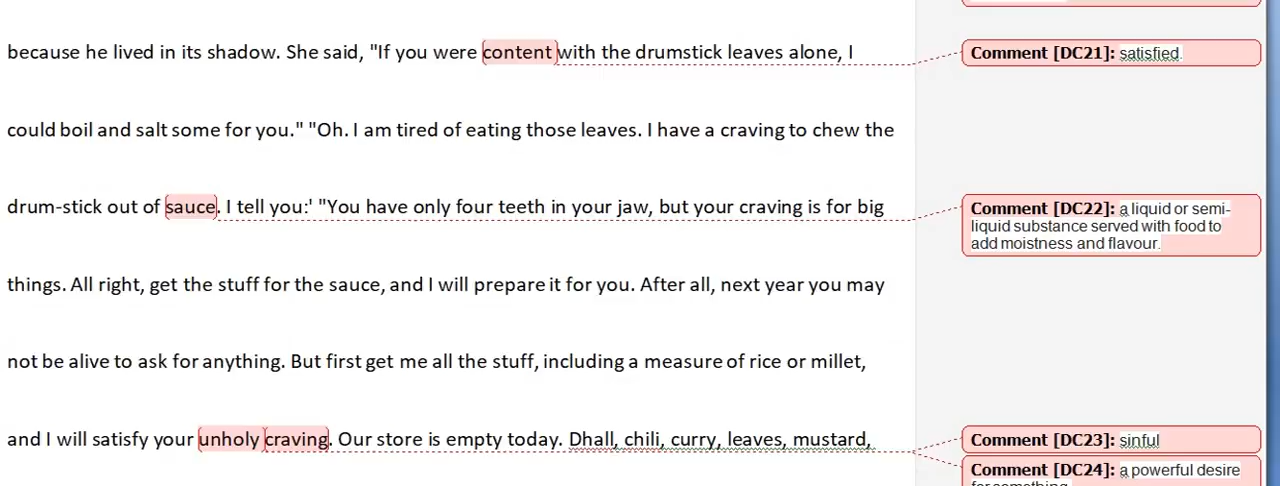 because he lived in its shadow. She said, "If you were content with the drumstick leaves alone, I
Comment [DC21]: satisfied.
could boil and salt some for you." "Oh. I am tired of eating those leaves. I have a craving to chew the
drum-stick out of sauce. I tell you:' "You have only four teeth in your jaw, but your craving is for big
Comment [DC22]: a liquid or semi-
liquid substance served with food to
add moistness and flavour.
things. All right, get the stuff for the sauce, and I will prepare it for you. After all, next year you may
not be alive to ask for anything. But first get me all the stuff, including a measure of rice or millet,
and I will satisfy your unholy craving. Our store is empty today. Dhall, chili, curry, leaves, mustard,
Comment [DC23]: sinful
Comment [DC24]: a powerful desire
for something